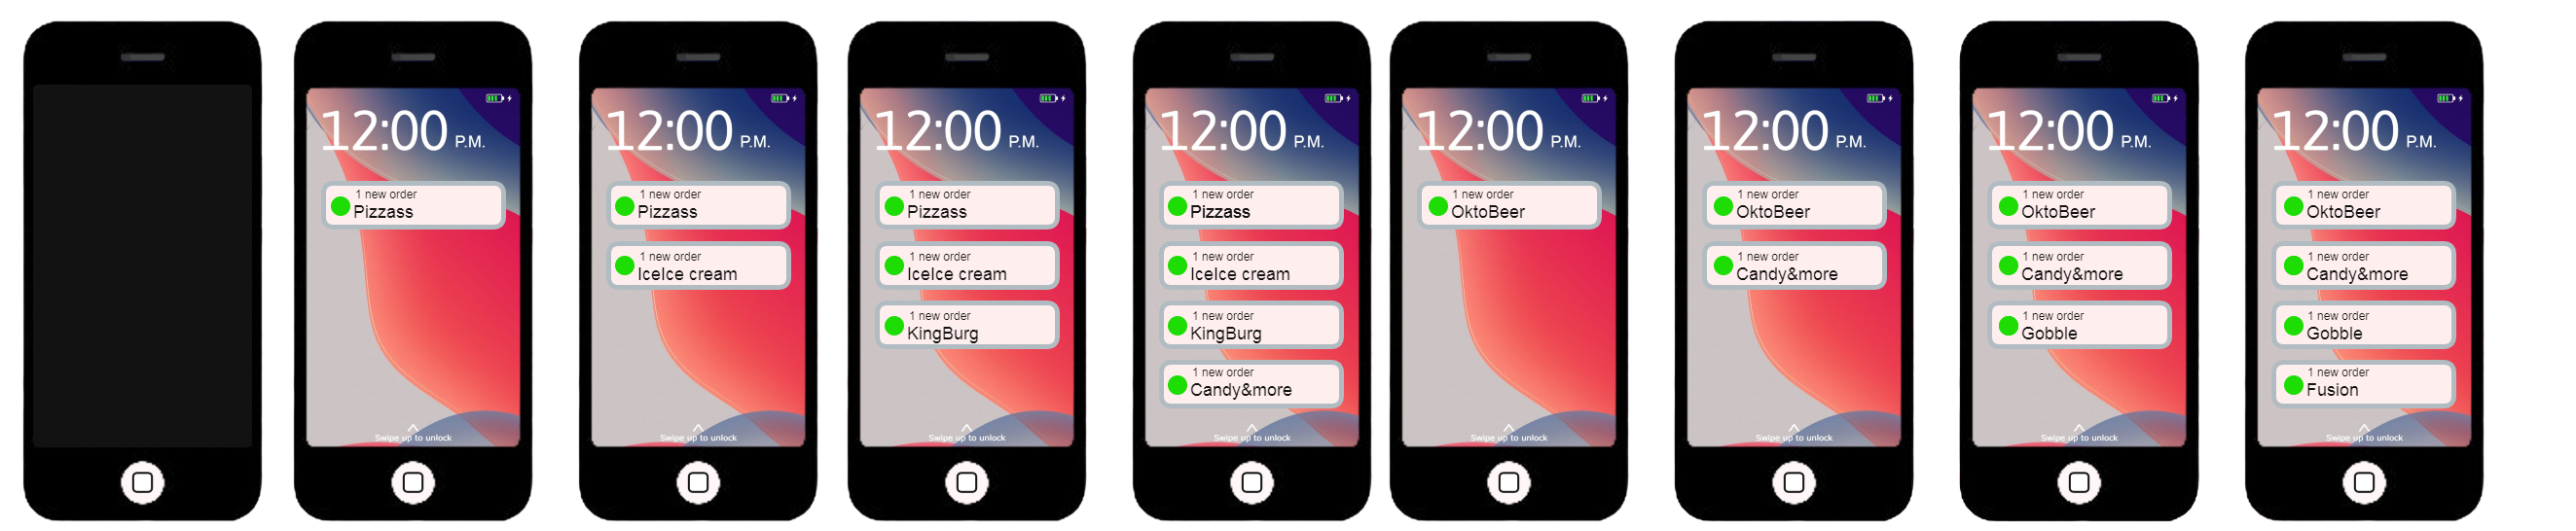 12:00 P.M.
1 new order
Pizzass
Swipe up to unlock
12:00 P.M.
1 new order
Pizzass
1 new order
IceIce cream
Swipe up to unlock
12:00 P.M.
1 new order
Pizzass
1 new order
IceIce cream
1 new order
KingBurg
Swipe up to unlock
12:00 P.M.
1 new order
Pizzass
1 new order
IceIce cream
1 new order
KingBurg
1 new order
Candy&more
Swipe up to unlock
12:00 P.M.
1 new order
OktoBeer
Swipe up to unlock
12:00 P.M.
1 new order
OktoBeer
1 new order
Candy&more
Swipe up to unlock
12:00 P.M.
1 new order
OktoBeer
1 new order
Candy&more
1 new order
Gobble
Swipe up to unlock
12:00 P.M.
1 new order
OktoBeer
1 new order
Candy&more
1 new order
Gobble
1 new order
Fusion
Swipe up to unlock